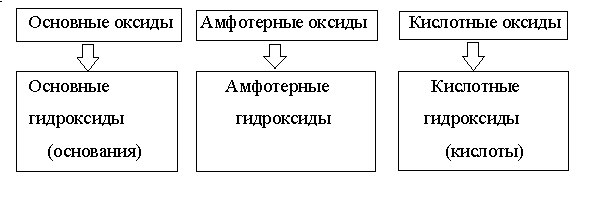 Основные оксиды
Амфотерные оксиды
Кислотные оксиды
Основные
гидроксиды
(основания)
Амфотерные
гидроксиды
Кислотные
гидроксиды
(кислоты)